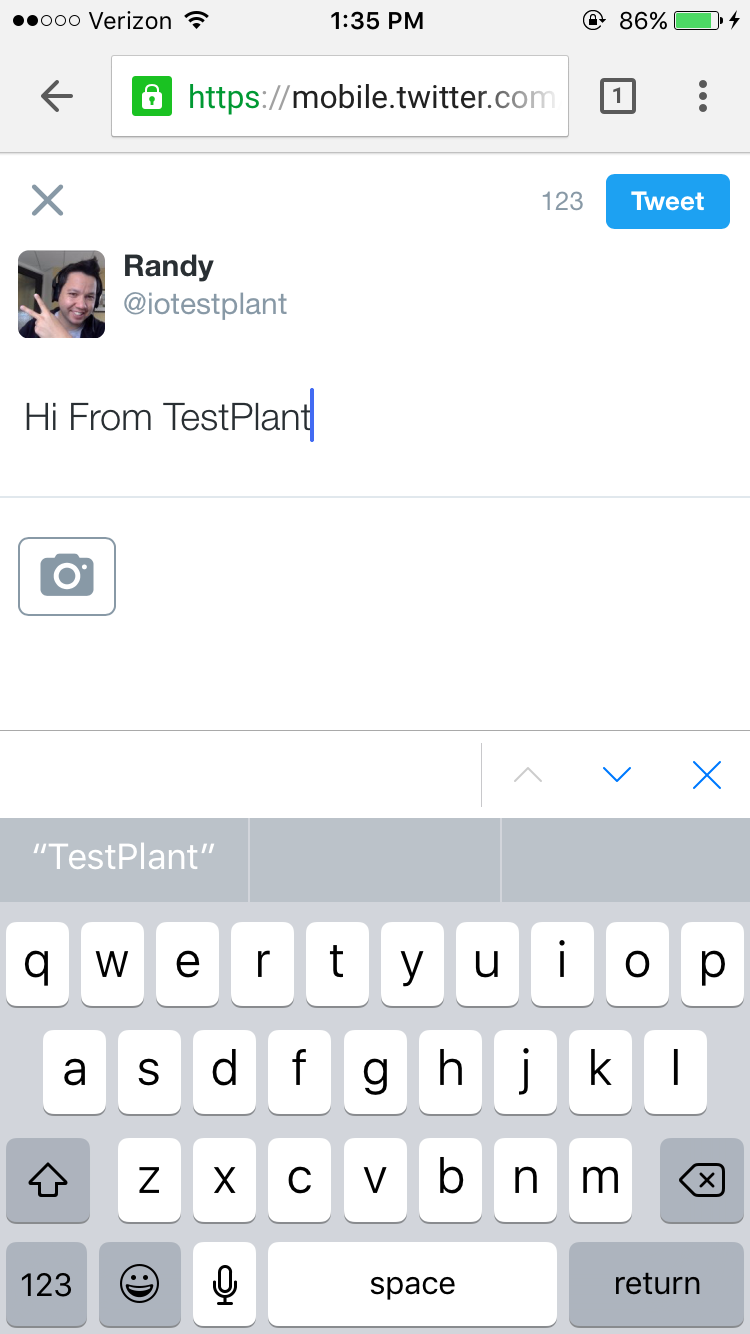 Verizon 1:35 PM 86%
https://mobile.twitter.com 1
123 Tweet
Randy
@iotestplant
Hi From TestPlant
“TestPlant”
q w e r t y u i o p
a s d f g h j k l
z x c v b n m
123 space return